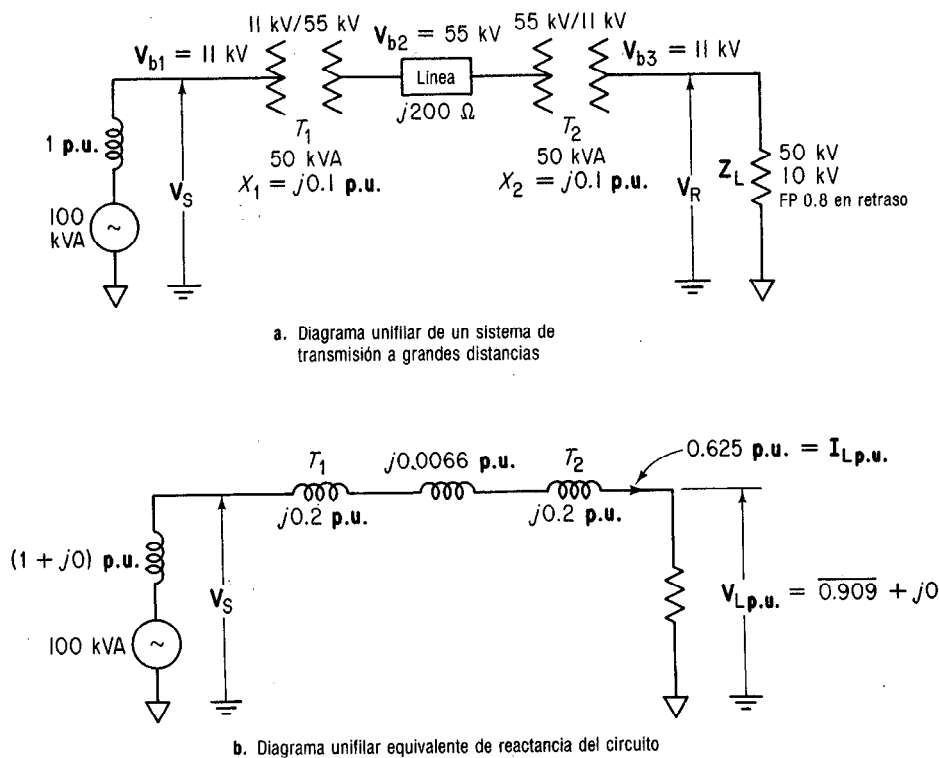 11 kV/55 kV
V_b2 = 55 kV
55 kV/11 kV
V_b1 = 11 kV
V_b3 = 11 kV
Línea
j200 Ω
1 p.u.
T_1
50 kVA
X_1 = j0.1 p.u.
T_2
50 kVA
X_2 = j0.1 p.u.
V_S
100
kVA
~
V_R
Z_L
50 kV
10 kV
FP 0.8 en retraso
a. Diagrama unifilar de un sistema de
transmisión a grandes distancias
T_1
j0.0066 p.u.
T_2
0.625 p.u. = I_L p.u.
j0.2 p.u.
j0.2 p.u.
(1 + j0) p.u.
V_S
V_L p.u. = 0.909 + j0
100 kVA
~
b. Diagrama unifilar equivalente de reactancia del circuito